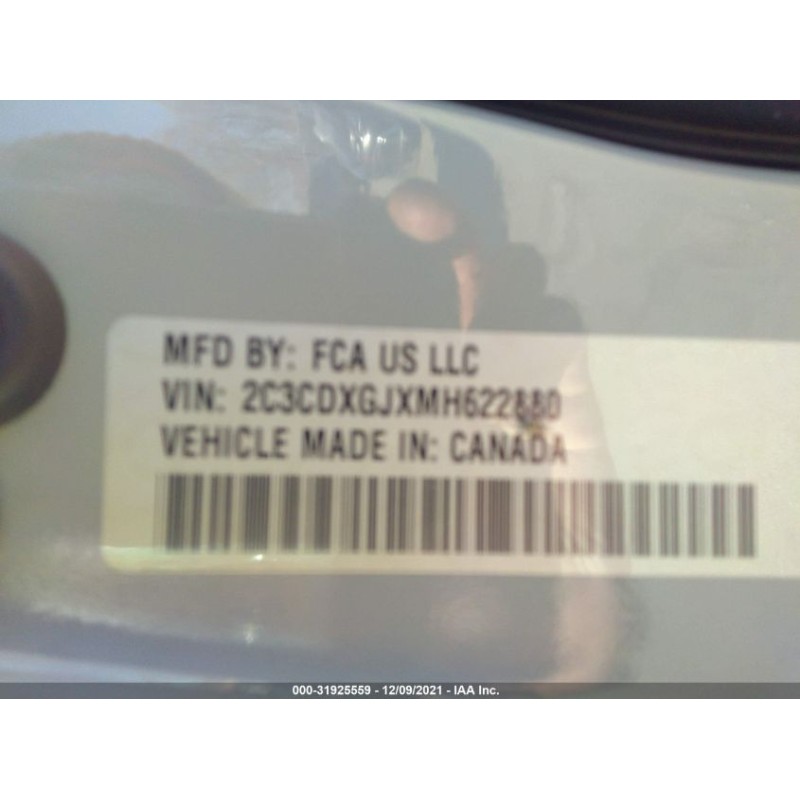 MFD BY: FCA US LLC
VIN: 2C3CDXGJXMH622880
VEHICLE MADE IN: CANADA
000-31925559 - 12/09/2021 - IAA Inc.